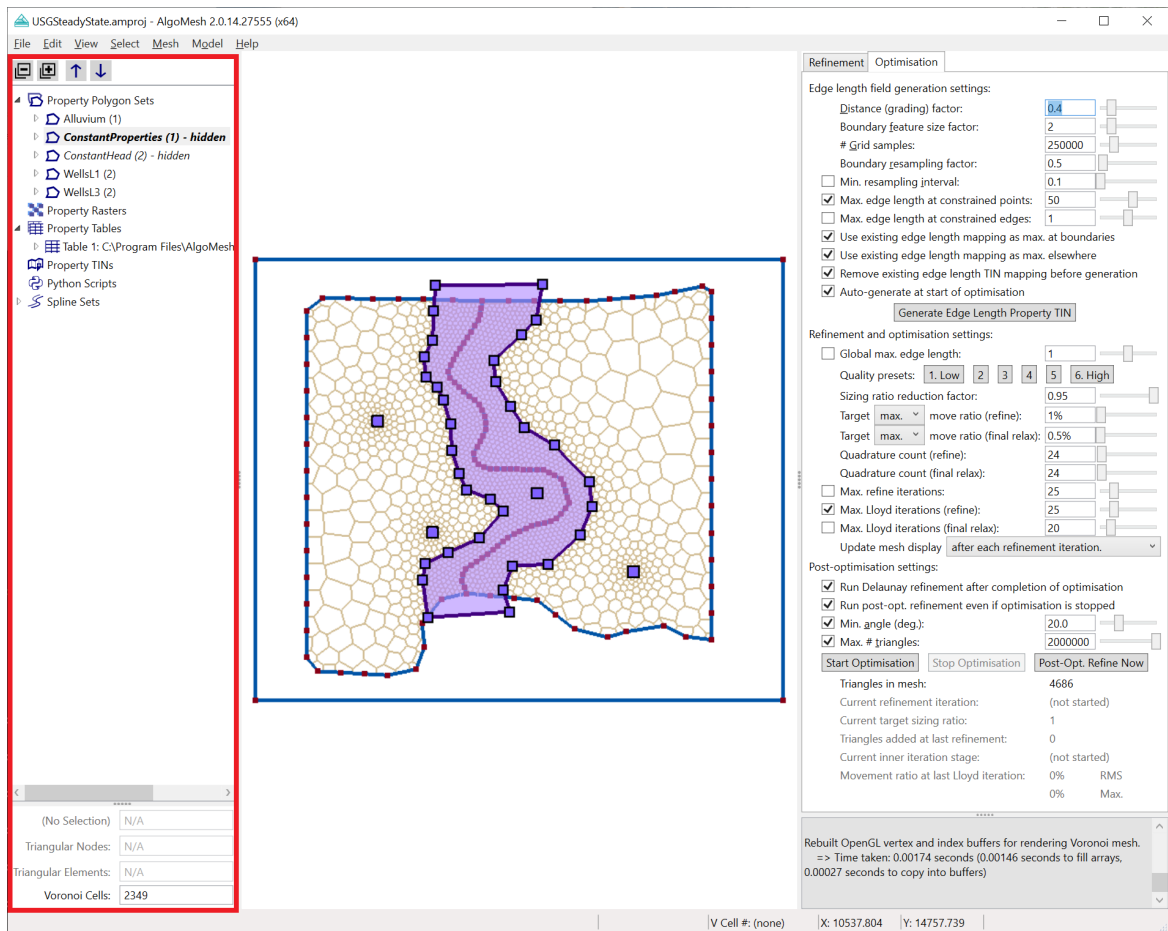 USGSteadyState.amproj - AlgoMesh 2.0.14.27555 (x64)
File Edit View Select Mesh Model Help
Property Polygon Sets
Alluvium (1)
ConstantProperties (1) - hidden
ConstantHead (2) - hidden
WellsL1 (2)
WellsL3 (2)
Property Rasters
Property Tables
Table 1: C:\Program Files\AlgoMesh
Property TINs
Python Scripts
Spline Sets
(No Selection) N/A
Triangular Nodes: N/A
Triangular Elements: N/A
Voronoi Cells: 2349
Refinement Optimisation
Edge length field generation settings:
Distance (grading) factor: 0.4
Boundary feature size factor: 2
# Grid samples: 250000
Boundary resampling factor: 0.5
Min. resampling interval: 0.1
Max. edge length at constrained points: 50
Max. edge length at constrained edges: 1
Use existing edge length mapping as max. at boundaries
Use existing edge length mapping as max. elsewhere
Remove existing edge length TIN mapping before generation
Auto-generate at start of optimisation
Generate Edge Length Property TIN
Refinement and optimisation settings:
Global max. edge length: 1
Quality presets: 1. Low 2 3 4 5 6. High
Sizing ratio reduction factor: 0.95
Target max. move ratio (refine): 1%
Target max. move ratio (final relax): 0.5%
Quadrature count (refine): 24
Quadrature count (final relax): 24
Max. refine iterations: 25
Max. Lloyd iterations (refine): 25
Max. Lloyd iterations (final relax): 20
Update mesh display after each refinement iteration.
Post-optimisation settings:
Run Delaunay refinement after completion of optimisation
Run post-opt. refinement even if optimisation is stopped
Min. angle (deg.): 20.0
Max. # triangles: 2000000
Start Optimisation Stop Optimisation Post-Opt. Refine Now
Triangles in mesh: 4686
Current refinement iteration: (not started)
Current target sizing ratio: 1
Triangles added at last refinement: 0
Current inner iteration stage: (not started)
Movement ratio at last Lloyd iteration: 0% RMS
0% Max.
Rebuilt OpenGL vertex and index buffers for rendering Voronoi mesh.
=> Time taken: 0.00174 seconds (0.00146 seconds to fill arrays,
0.00027 seconds to copy into buffers)
V Cell #: (none) X: 10537.804 Y: 14757.739